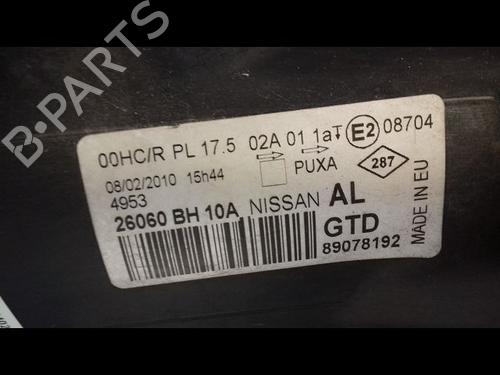 00HC/R PL 17.5 02A 01 1aT E2 08704
08/02/2010 15h44 PUXA 287
4953
26060 BH 10A NISSAN AL
GTD
89078192
MADE IN EU
B-PARTS